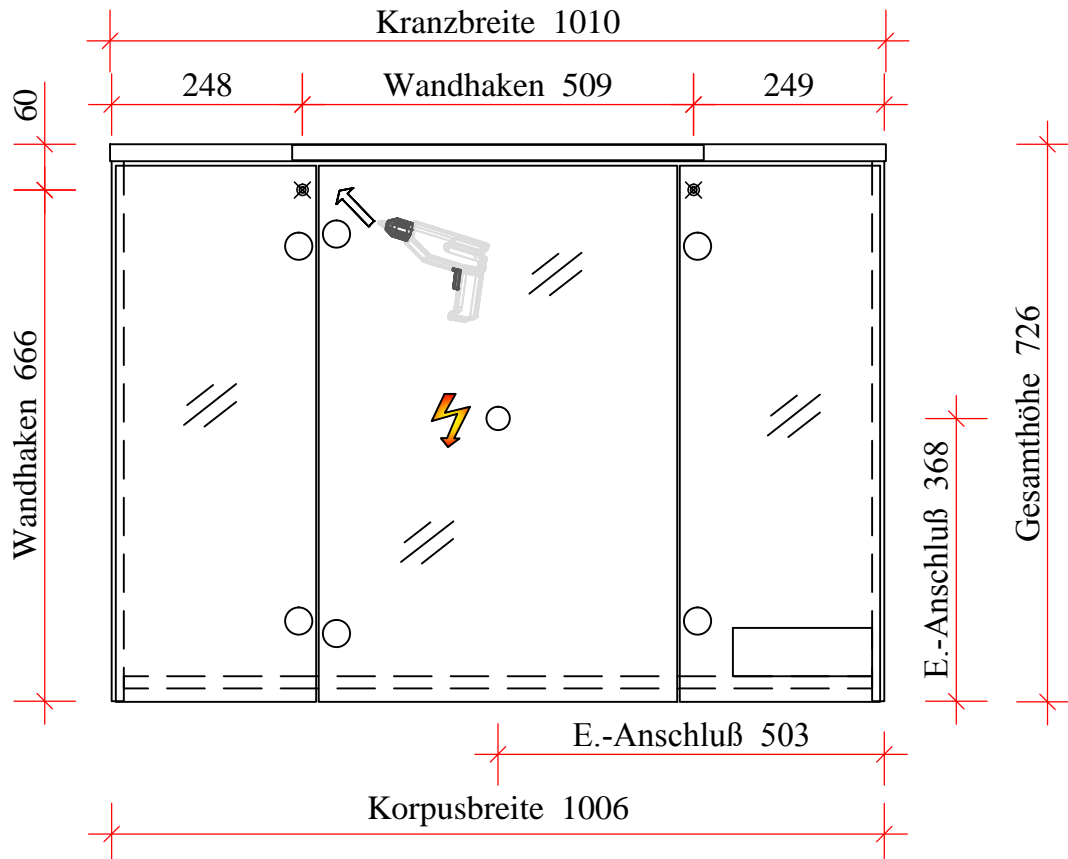 Kranzbreite 1010
248
Wandhaken 509
249
60
Wandhaken 666
E.-Anschluß 368
Gesamthöhe 726
E.-Anschluß 503
Korpusbreite 1006